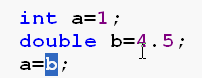 int a=1;
double b=4.5;
a=b;